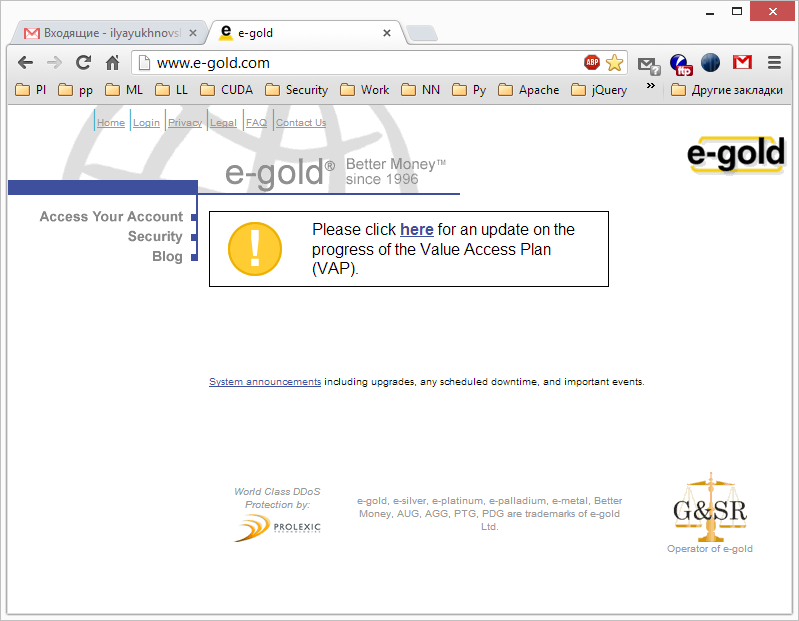 Входящие - ilyayukhnovs
e-gold
www.e-gold.com
ABP
PI pp ML LL CUDA Security Work NN Py Apache jQuery » Другие закладки
Home Login Privacy Legal FAQ Contact Us
e-gold® Better Money™
since 1996
e-gold
Access Your Account
Security
Blog
Please click here for an update on the
progress of the Value Access Plan
(VAP).
System announcements including upgrades, any scheduled downtime, and important events.
World Class DDoS
Protection by:
PROLEXIC
e-gold, e-silver, e-platinum, e-palladium, e-metal, Better
Money, AUG, AGG, PTG, PDG are trademarks of e-gold
Ltd.
G&SR
Operator of e-gold